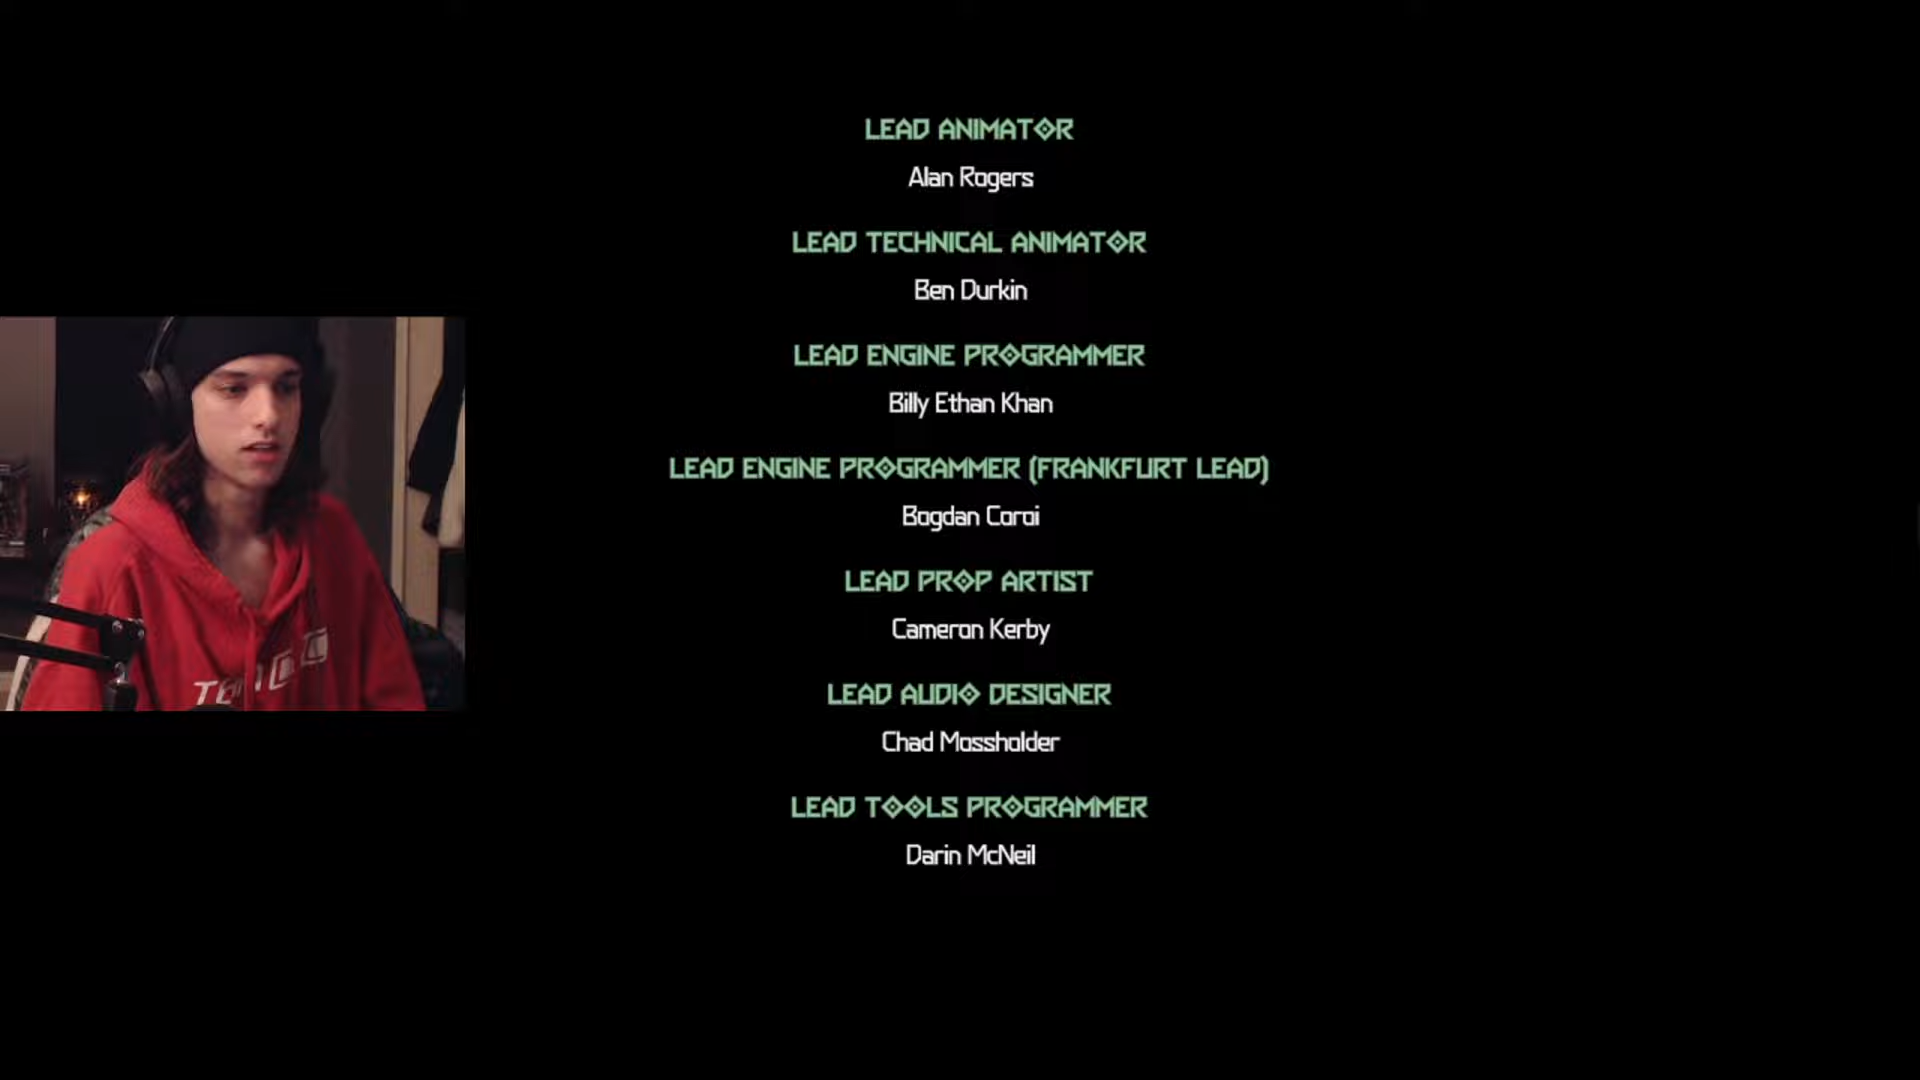 LEAD ANIMATOR
Alan Rogers
LEAD TECHNICAL ANIMATOR
Ben Durkin
LEAD ENGINE PROGRAMMER
Billy Ethan Khan
LEAD ENGINE PROGRAMMER (FRANKFURT LEAD)
Bogdan Coroi
LEAD PROP ARTIST
Cameron Kerby
LEAD AUDIO DESIGNER
Chad Mossholder
LEAD TOOLS PROGRAMMER
Darin McNeil